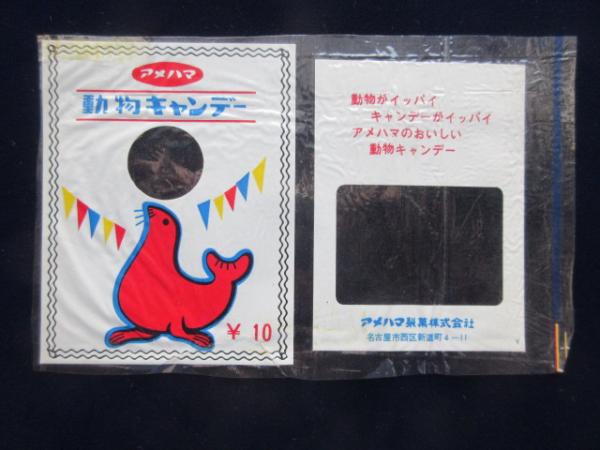 アメハマ
動物キャンデー
¥ 10
動物がイッパイ
キャンデーがイッパイ
アメハマのおいしい
動物キャンデー
アメハマ製菓株式会社
名古屋市西区新道町4-11